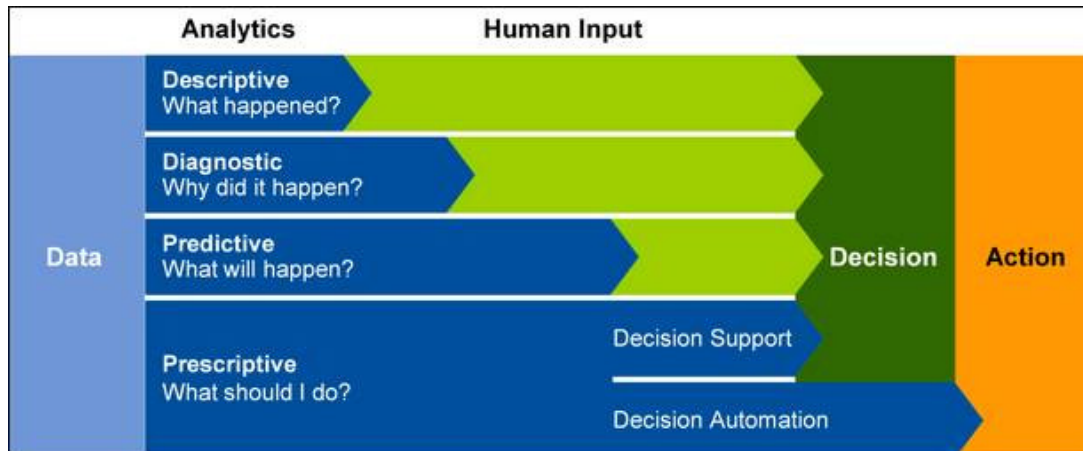 Analytics
Human Input
Descriptive
What happened?
Diagnostic
Why did it happen?
Predictive
What will happen?
Data
Decision
Action
Prescriptive
What should I do?
Decision Support
Decision Automation